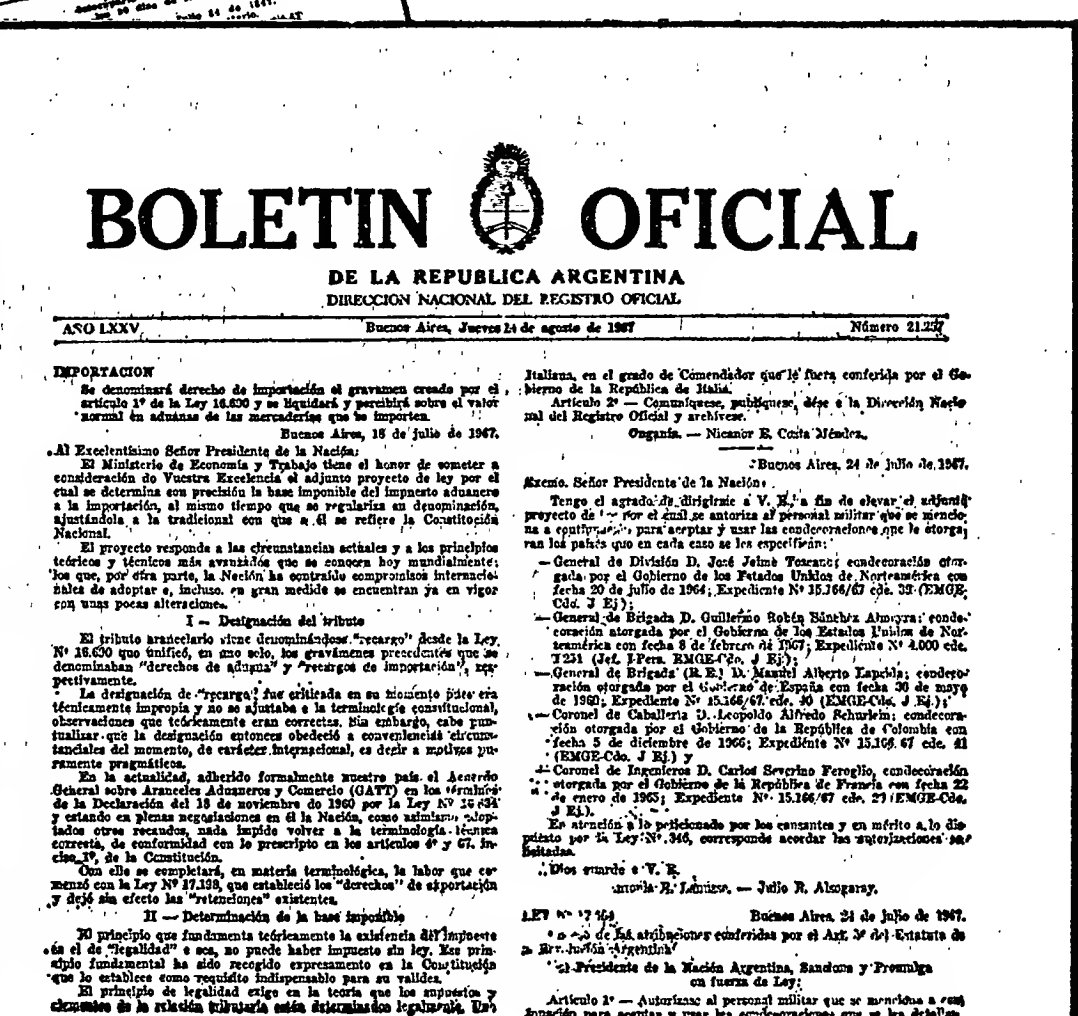 BOLETIN OFICIAL
DE LA REPUBLICA ARGENTINA
DIRECCION NACIONAL DEL REGISTRO OFICIAL
AÑO LXXV Buenos Aires, Jueves 24 de agosto de 1967 Número 21.257
IMPORTACION
Se denominará derecho de importación el gravamen creado por el
artículo 1º de la Ley 16.690 y se liquidará y percibirá sobre el valor
normal en aduanas de las mercaderías que se importen.
Buenos Aires, 18 de julio de 1967.
Al Excelentísimo Señor Presidente de la Nación:
El Ministerio de Economía y Trabajo tiene el honor de someter a
consideración do Vuestra Excelencia el adjunto proyecto de ley por el
cual se determina con precisión la base imponible del impuesto aduanero
a la importación, al mismo tiempo que se regulariza su denominación,
ajustándola a la tradicional con que a él se refiere la Constitución
Nacional.
El proyecto responde a las circunstancias actuales y a los principios
teóricos y técnicos más avanzados que se conocen hoy mundialmente;
los que, por otra parte, la Nación ha contraído compromisos internacio-
nales de adoptar e, incluso, en gran medida se encuentran ya en vigor
con unas pocas alteraciones.
I — Designación del tributo
El tributo arancelario viene denominándose "recargo" desde la Ley
Nº 16.690 que unificó, en uno solo, los gravámenes precedentes que se
denominaban "derechos de aduana" y "recargos de importación", res-
pectivamente.
La designación de "recargo" fue criticada en su momento pues era
técnicamente impropia y no se ajustaba a la terminología constitucional,
observaciones que teóricamente eran correctas. Sin embargo, cabe pun-
tualizar que la designación entonces obedeció a conveniencias circuns-
tanciales del momento, de carácter internacional, es decir a motivos pu-
ramente pragmáticos.
En la actualidad, adherido formalmente nuestro país el Acuerdo
General sobre Aranceles Aduaneros y Comercio (GATT) en los términos
de la Declaración del 18 de noviembre do 1960 por la Ley Nº
y estando en plenas negociaciones en él la Nación, como asimismo adop-
tados otros recaudos, nada impide volver a la terminología técnica
correcta, de conformidad con lo prescripto en los artículos 4º y 67, in-
ciso 1º, de la Constitución.
Con ello se completará, en materia terminológica, la labor que co-
menzó con la Ley Nº 17.198, que estableció los "derechos" de exportación
y dejó sin efecto las "retenciones" existentes.
II — Determinación de la base imponible
El principio que fundamenta teóricamente la existencia del impuesto
es el de "legalidad" o sea, no puede haber impuesto sin ley. Ese prin-
cipio fundamental ha sido recogido expresamente en la Constitución
que lo establece como requisito indispensable para su validez.
El principio de legalidad exige en la teoría que los supuestos y
elementos de la relación tributaria estén determinados legalmente. Uno
Italiana, en el grado de Comendador que le fuera conferida por el Go-
bierno de la República de Italia.
Artículo 2º — Comuníquese, publíquese, dése a la Dirección Nacio-
nal del Registro Oficial y archívese.
Onganía. — Nicanor E. Costa Méndez.
Buenos Aires, 24 de julio de 1967.
Excmo. Señor Presidente de la Nación:
Tengo el agrado de dirigirme a V. E., a fin de elevar el adjunto
proyecto de por el cual se autoriza al personal militar que se mencio-
na a continuación para aceptar y usar las condecoraciones que le otorga-
ran los países que en cada caso se les especifican:
— General de División D. José Jaime Toscano; condecoración otor-
gada por el Gobierno de los Estados Unidos de Norteamérica con
fecha 20 de julio de 1964; Expediente Nº 15.166/67 cde. 39 (EMGE-
Cdo. J Ej);
— General de Brigada D. Guillermo Rubén Sánchez Almeyra; conde-
coración otorgada por el Gobierno de los Estados Unidos de Nor-
teamérica con fecha 8 de febrero de 1967; Expediente Nº 4.000 cde.
1231 (Jef. I-Pers. EMGE-Cdo. J Ej.);
— General de Brigada (R. E.) D. Manuel Alberto Laprida; condeco-
ración otorgada por el Gobierno de España con fecha 30 de mayo
de 1960; Expediente Nº 15.166/67 cde. 40 (EMGE-Cdo. J Ej.);
— Coronel de Caballería D. Leopoldo Alfredo Schurlein; condecora-
ción otorgada por el Gobierno de la República de Colombia con
fecha 5 de diciembre de 1966; Expediente Nº 15.166/67 cde. 41
(EMGE-Cdo. J Ej.) y
— Coronel de Ingenieros D. Carlos Severino Feroglio, condecoración
otorgada por el Gobierno de la República de Francia con fecha 22
de enero de 1965; Expediente Nº 15.166/67 cde. 27 (EMGE-Cdo.
J Ej.).
En atención a lo peticionado por los causantes y en mérito a lo dis-
puesto por la Ley Nº 346, corresponde acordar las autorizaciones so-
licitadas.
Dios guarde a V. E.
R. Lanusse. — Julio R. Alsogaray.
LEY Nº Buenos Aires, 24 de julio de 1967.
de las atribuciones conferidas por el Art. 5º del Estatuto de
la Argentina
El Presidente de la Nación Argentina, Sanciona y Promulga
con fuerza de Ley:
Artículo 1º — Autorízase al personal militar que se menciona a
para aceptar y usar las condecoraciones que se les detallan